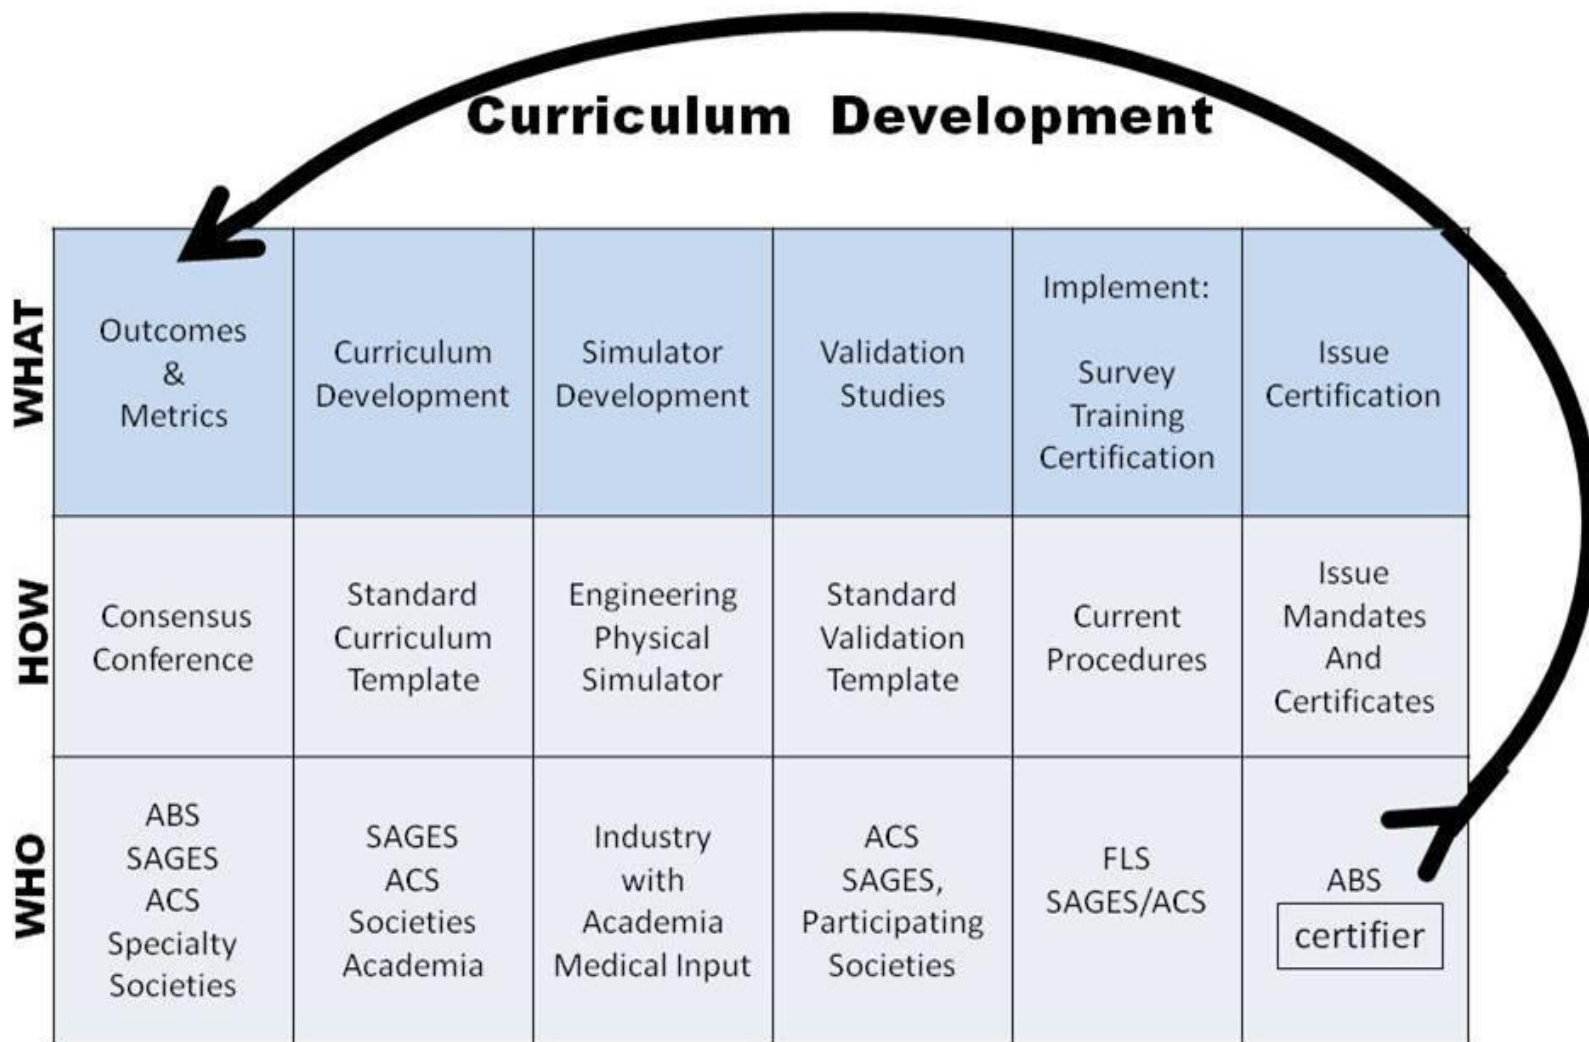 Curriculum Development
WHAT
Outcomes
&
Metrics
Curriculum
Development
Simulator
Development
Validation
Studies
Implement:
Survey
Training
Certification
Issue
Certification
HOW
Consensus
Conference
Standard
Curriculum
Template
Engineering
Physical
Simulator
Standard
Validation
Template
Current
Procedures
Issue
Mandates
And
Certificates
WHO
ABS
SAGES
ACS
Specialty
Societies
SAGES
ACS
Societies
Academia
Industry
with
Academia
Medical Input
ACS
SAGES,
Participating
Societies
FLS
SAGES/ACS
ABS
certifier